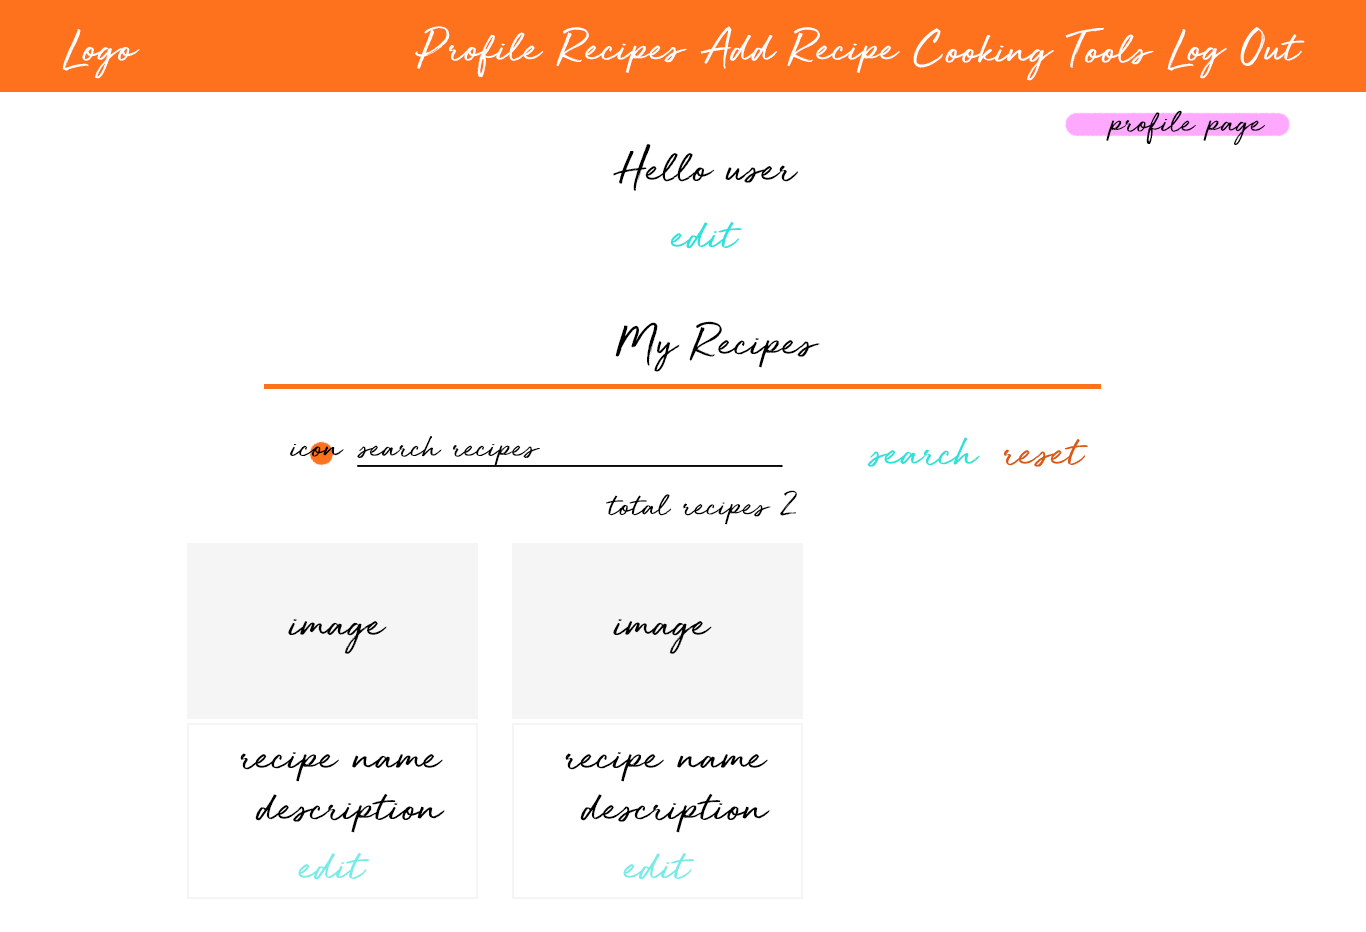 Logo Profile Recipes Add Recipe Cooking Tools Log Out
profile page
Hello user
edit
My Recipes
icon search recipes search reset
total recipes 2
image image
recipe name recipe name
description description
edit edit